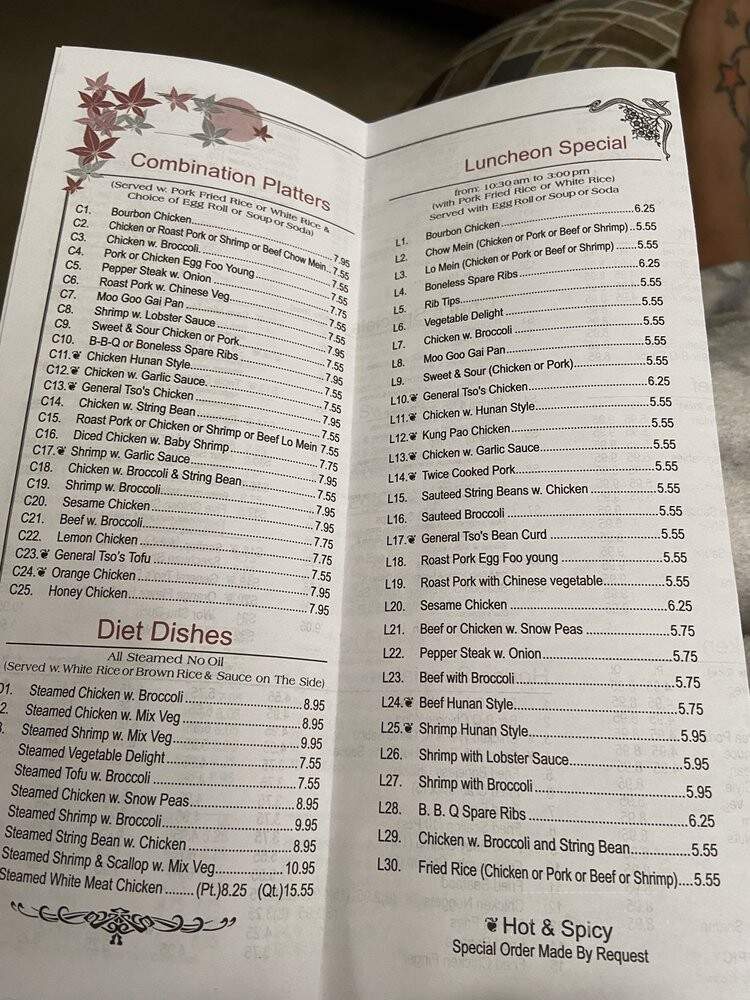 Combination Platters
(Served w. Pork Fried Rice or White Rice &
Choice of Egg Roll or Soup or Soda)
C1. Bourbon Chicken 7.95
C2. Chicken or Roast Pork or Shrimp or Beef Chow Mein 7.55
C3. Chicken w. Broccoli 7.55
C4. Pork or Chicken Egg Foo Young 7.55
C5. Pepper Steak w. Onion 7.75
C6. Roast Pork w. Chinese Veg 7.55
C7. Moo Goo Gai Pan 7.55
C8. Shrimp w. Lobster Sauce 7.95
C9. Sweet & Sour Chicken or Pork 7.55
C10. B-B-Q or Boneless Spare Ribs 7.95
C11. Chicken Hunan Style 7.55
C12. Chicken w. Garlic Sauce 7.55
C13. General Tso's Chicken 7.95
C14. Chicken w. String Bean 7.55
C15. Roast Pork or Chicken or Shrimp or Beef Lo Mein 7.55
C16. Diced Chicken w. Baby Shrimp 7.75
C17. Shrimp w. Garlic Sauce 7.95
C18. Chicken w. Broccoli & String Bean 7.55
C19. Shrimp w. Broccoli 7.95
C20. Sesame Chicken 7.95
C21. Beef w. Broccoli 7.75
C22. Lemon Chicken 7.75
C23. General Tso's Tofu 7.55
C24. Orange Chicken 7.95
C25. Honey Chicken 7.95
Diet Dishes
All Steamed No Oil
(Served w. White Rice or Brown Rice & Sauce on The Side)
Steamed Chicken w. Broccoli 8.95
Steamed Chicken w. Mix Veg 8.95
Steamed Shrimp w. Mix Veg 9.95
Steamed Vegetable Delight 7.55
Steamed Tofu w. Broccoli 7.55
Steamed Chicken w. Snow Peas 8.95
Steamed Shrimp w. Broccoli 9.95
Steamed String Bean w. Chicken 8.95
Steamed Shrimp & Scallop w. Mix Veg 10.95
Steamed White Meat Chicken (Pt.)8.25 (Qt.)15.55
Luncheon Special
from: 10:30 am to 3:00 pm
(with Pork Fried Rice or White Rice)
Served with Egg Roll or Soup or Soda
L1. Bourbon Chicken 6.25
L2. Chow Mein (Chicken or Pork or Beef or Shrimp) 5.55
L3. Lo Mein (Chicken or Pork or Beef or Shrimp) 5.55
L4. Boneless Spare Ribs 6.25
L5. Rib Tips 5.55
L6. Vegetable Delight 5.55
L7. Chicken w. Broccoli 5.55
L8. Moo Goo Gai Pan 5.55
L9. Sweet & Sour (Chicken or Pork) 5.55
L10. General Tso's Chicken 6.25
L11. Chicken w. Hunan Style 5.55
L12. Kung Pao Chicken 5.55
L13. Chicken w. Garlic Sauce 5.55
L14. Twice Cooked Pork 5.55
L15. Sauteed String Beans w. Chicken 5.55
L16. Sauteed Broccoli 5.55
L17. General Tso's Bean Curd 5.55
L18. Roast Pork Egg Foo young 5.55
L19. Roast Pork with Chinese vegetable 5.55
L20. Sesame Chicken 6.25
L21. Beef or Chicken w. Snow Peas 5.75
L22. Pepper Steak w. Onion 5.75
L23. Beef with Broccoli 5.75
L24. Beef Hunan Style 5.75
L25. Shrimp Hunan Style 5.95
L26. Shrimp with Lobster Sauce 5.95
L27. Shrimp with Broccoli 5.95
L28. B. B. Q Spare Ribs 6.25
L29. Chicken w. Broccoli and String Bean 5.55
L30. Fried Rice (Chicken or Pork or Beef or Shrimp) 5.55
Hot & Spicy
Special Order Made By Request